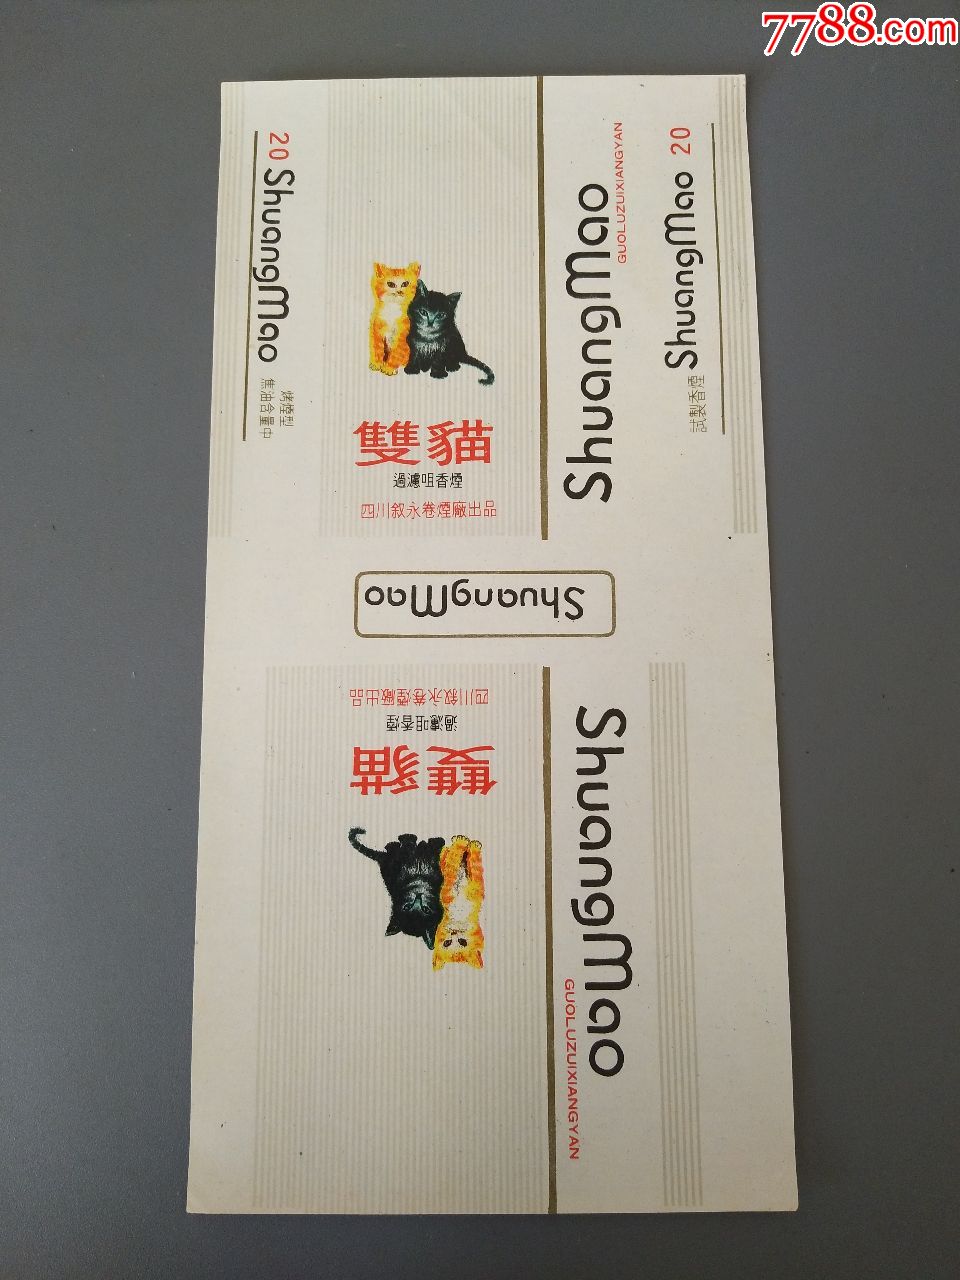 7788.com
20 ShuangMao
烤煙型
焦油含量中
雙貓
過濾咀香煙
四川叙永卷煙廠出品
ShuangMao
GUOLUZUIXIANGYAN
試製香煙 ShuangMao 20
ShuangMao
四川叙永卷煙廠出品
過濾咀香煙
雙貓
ShuangMao
GUOLUZUIXIANGYAN